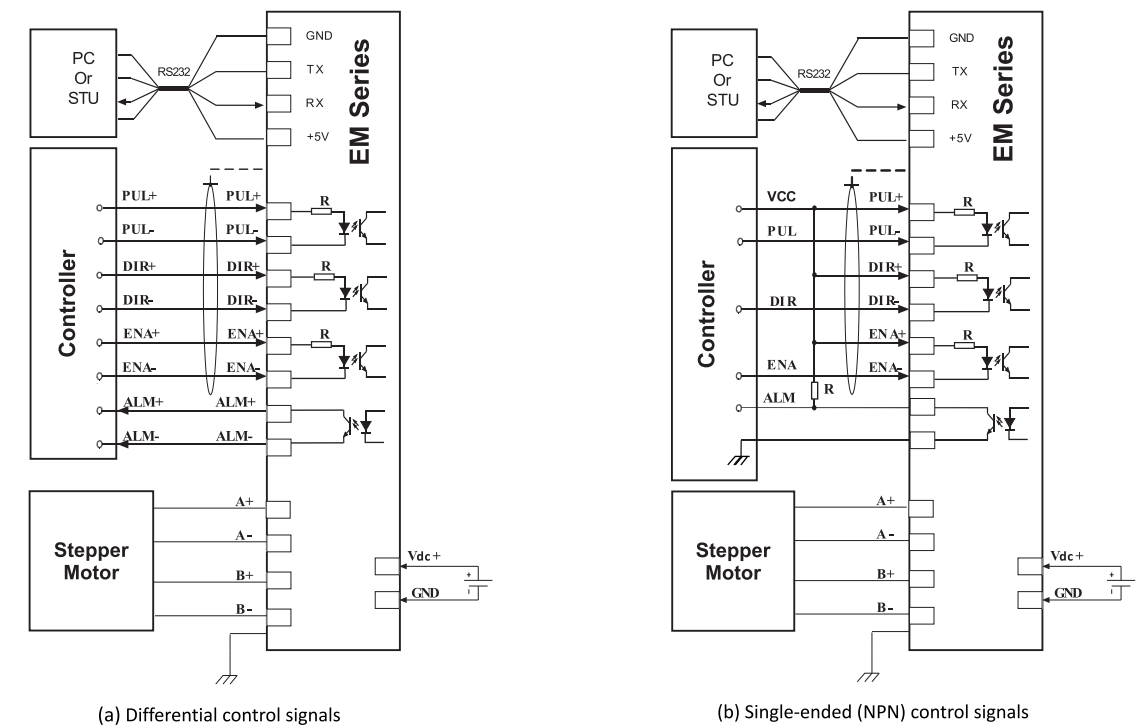 PC
Or
STU
RS232
GND
TX
RX
+5V
EM Series
Controller
PUL+ PUL+ R
PUL- PUL-
DIR+ DIR+ R
DIR- DIR-
ENA+ ENA+ R
ENA- ENA-
ALM+ ALM+
ALM- ALM-
Stepper
Motor
A+
A-
B+
B-
Vdc+
+
-
GND
(a) Differential control signals
PC
Or
STU
RS232
GND
TX
RX
+5V
EM Series
Controller
VCC PUL+ R
PUL PUL-
DIR+ R
DIR DIR-
ENA+ R
ENA ENA-
R
ALM
Stepper
Motor
A+
A-
B+
B-
Vdc+
+
-
GND
(b) Single-ended (NPN) control signals